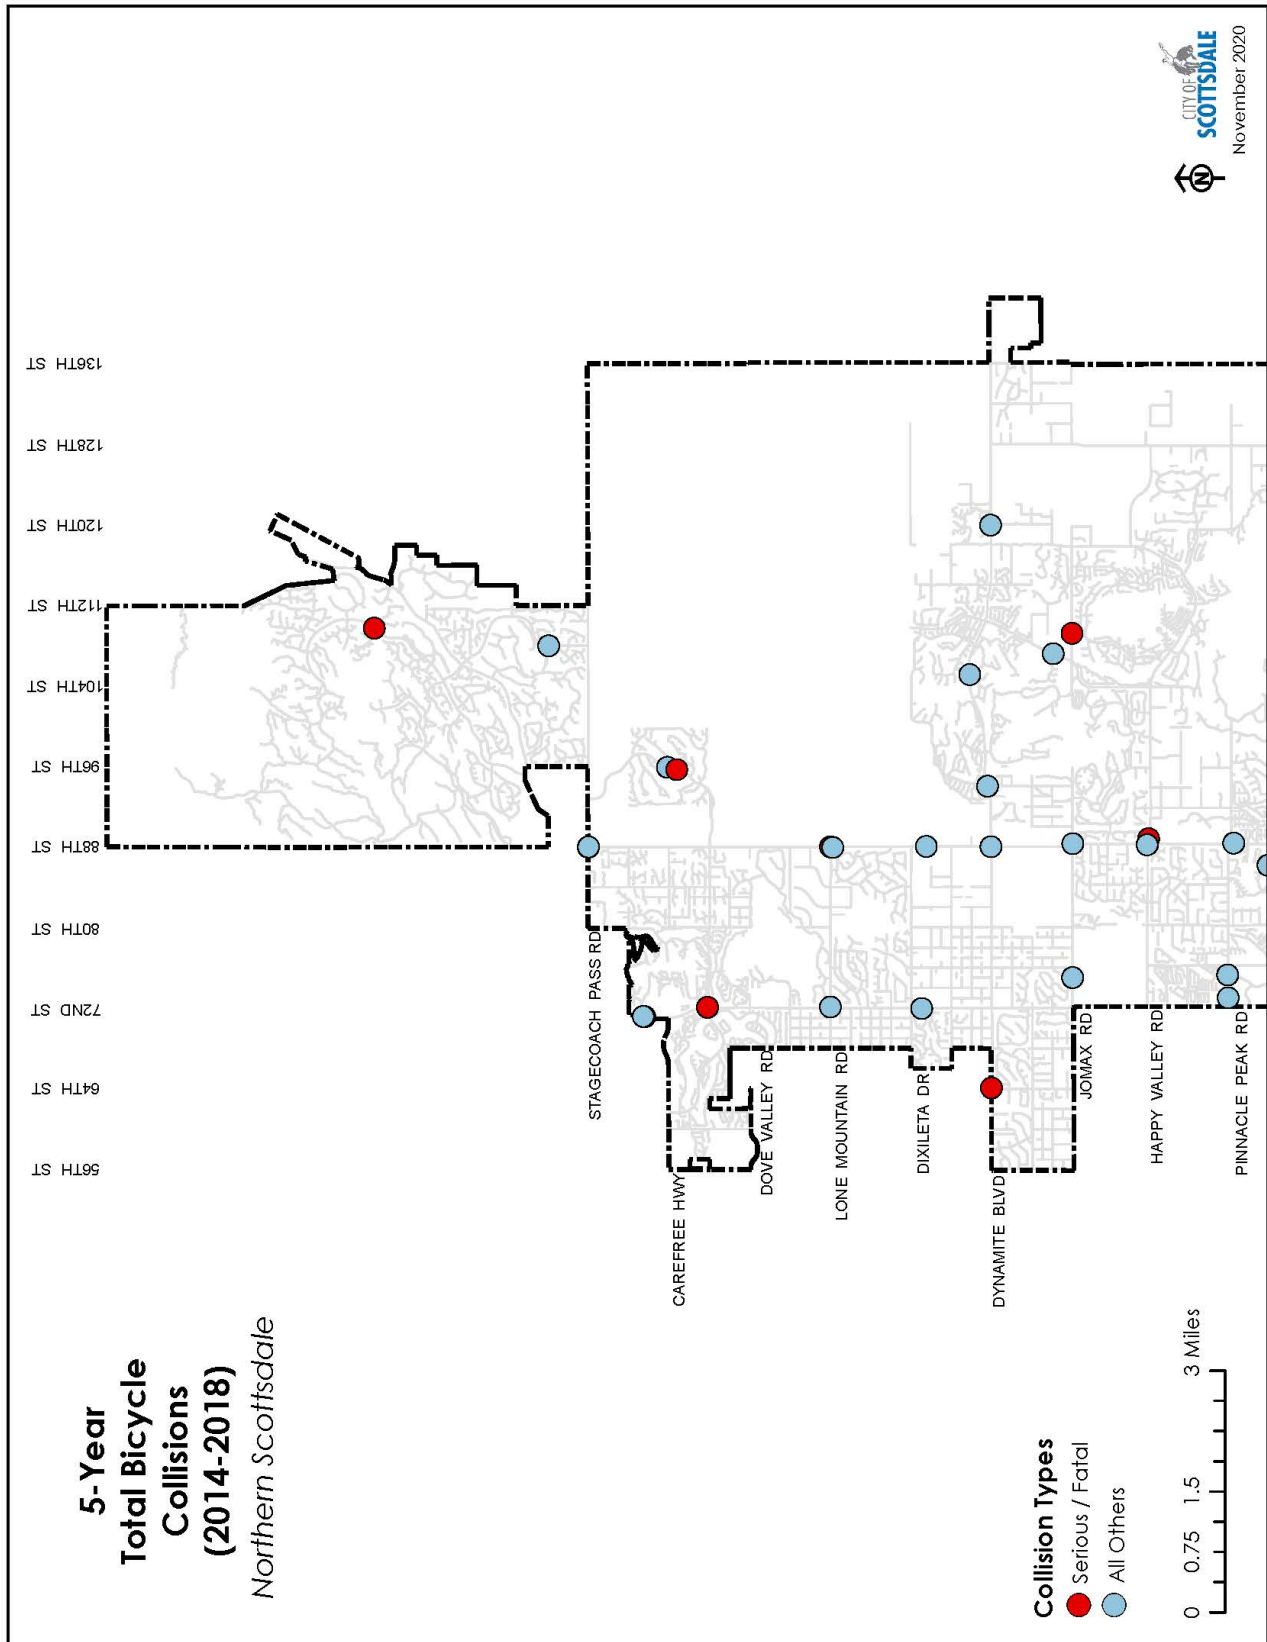 5-Year
Total Bicycle
Collisions
(2014-2018)
Northern Scottsdale
56TH ST
64TH ST
72ND ST
80TH ST
88TH ST
96TH ST
104TH ST
112TH ST
120TH ST
128TH ST
136TH ST
STAGECOACH PASS RD
CAREFREE HWY
DOVE VALLEY RD
LONE MOUNTAIN RD
DIXILETA DR
DYNAMITE BLVD
JOMAX RD
HAPPY VALLEY RD
PINNACLE PEAK RD
Collision Types
Serious / Fatal
All Others
0 0.75 1.5 3 Miles
N
CITY OF
SCOTTSDALE
November 2020